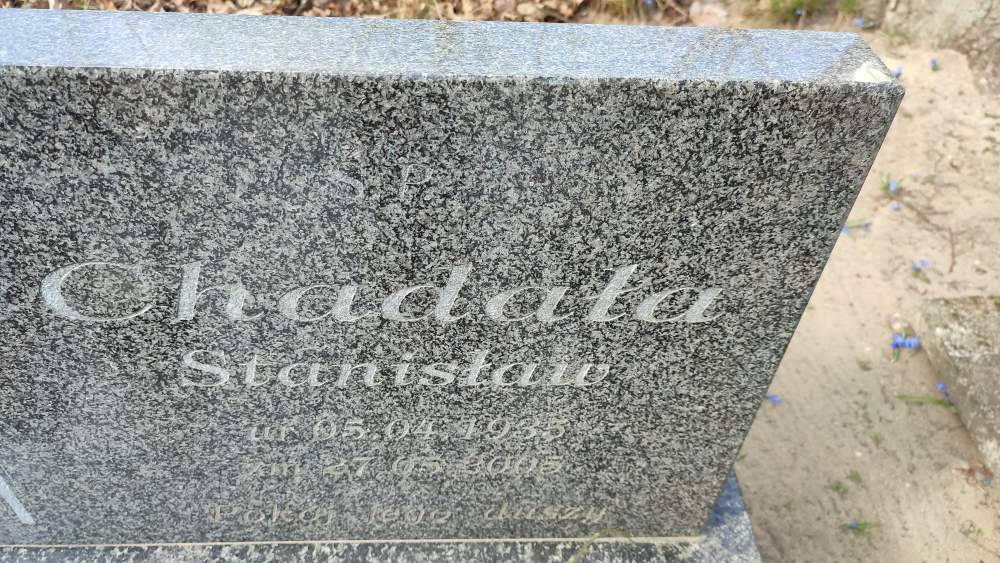 Ś P
Chadała
Stanisław
ur 05.04.1935
zm 27.05.2005
Pokój Jego duszy